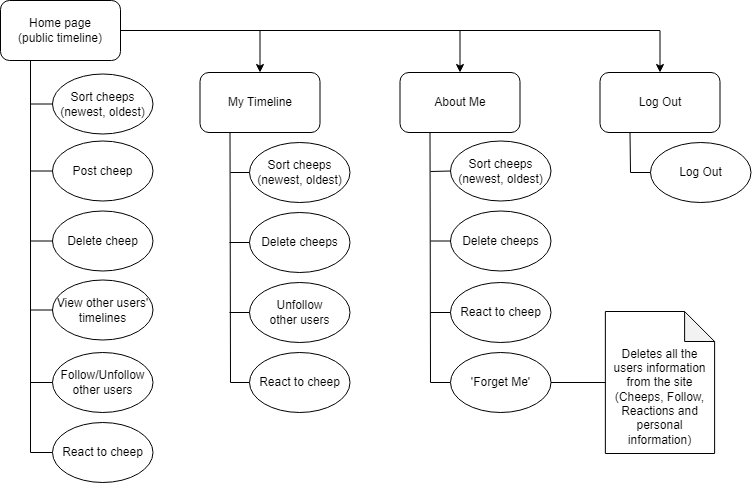 Home page
(public timeline)
Sort cheeps
(newest, oldest)
Post cheep
Delete cheep
View other users'
timelines
Follow/Unfollow
other users
React to cheep
My Timeline
Sort cheeps
(newest, oldest)
Delete cheeps
Unfollow
other users
React to cheep
About Me
Sort cheeps
(newest, oldest)
Delete cheeps
React to cheep
'Forget Me'
Deletes all the
users information
from the site
(Cheeps, Follow,
Reactions and
personal
information)
Log Out
Log Out